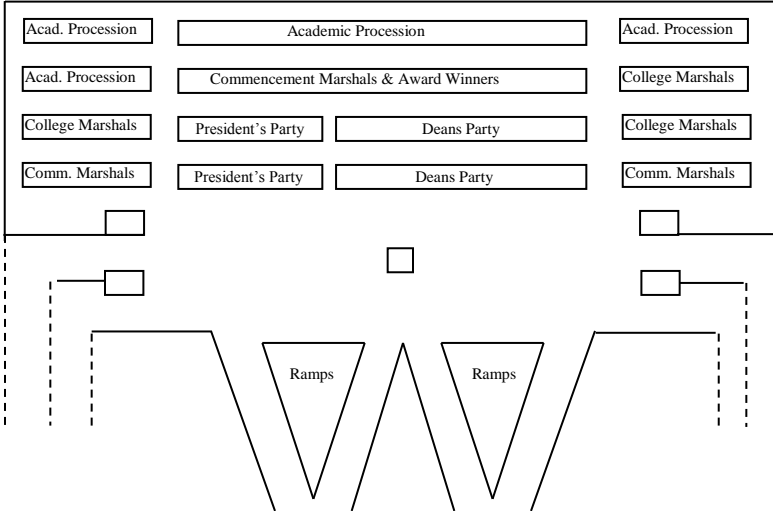 Acad. Procession Academic Procession Acad. Procession
Acad. Procession Commencement Marshals & Award Winners College Marshals
College Marshals President’s Party Deans Party College Marshals
Comm. Marshals President’s Party Deans Party Comm. Marshals
Ramps Ramps